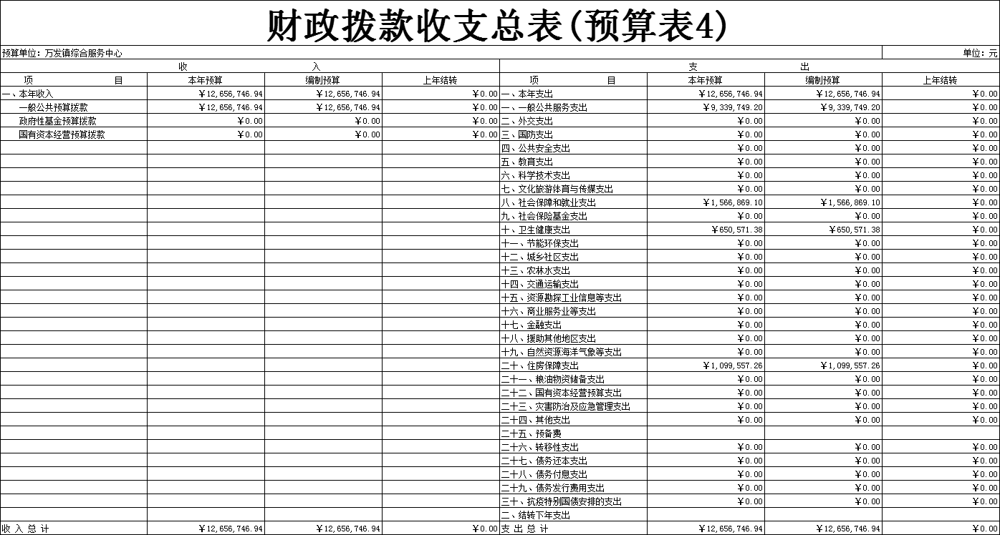 财政拨款收支总表(预算表4)
预算单位：万发镇综合服务中心 单位：元
收 入 支 出
项 目 本年预算 编制预算 上年结转 项 目 本年预算 编制预算 上年结转
一、本年收入 ￥12,656,746.94 ￥12,656,746.94 ￥0.00 一、本年支出 ￥12,656,746.94 ￥12,656,746.94 ￥0.00
一般公共预算拨款 ￥12,656,746.94 ￥12,656,746.94 ￥0.00 一、一般公共服务支出 ￥9,339,749.20 ￥9,339,749.20 ￥0.00
政府性基金预算拨款 ￥0.00 ￥0.00 ￥0.00 二、外交支出 ￥0.00 ￥0.00 ￥0.00
国有资本经营预算拨款 ￥0.00 ￥0.00 ￥0.00 三、国防支出 ￥0.00 ￥0.00 ￥0.00
四、公共安全支出 ￥0.00 ￥0.00 ￥0.00
五、教育支出 ￥0.00 ￥0.00 ￥0.00
六、科学技术支出 ￥0.00 ￥0.00 ￥0.00
七、文化旅游体育与传媒支出 ￥0.00 ￥0.00 ￥0.00
八、社会保障和就业支出 ￥1,566,869.10 ￥1,566,869.10 ￥0.00
九、社会保险基金支出 ￥0.00 ￥0.00 ￥0.00
十、卫生健康支出 ￥650,571.38 ￥650,571.38 ￥0.00
十一、节能环保支出 ￥0.00 ￥0.00 ￥0.00
十二、城乡社区支出 ￥0.00 ￥0.00 ￥0.00
十三、农林水支出 ￥0.00 ￥0.00 ￥0.00
十四、交通运输支出 ￥0.00 ￥0.00 ￥0.00
十五、资源勘探工业信息等支出 ￥0.00 ￥0.00 ￥0.00
十六、商业服务业等支出 ￥0.00 ￥0.00 ￥0.00
十七、金融支出 ￥0.00 ￥0.00 ￥0.00
十八、援助其他地区支出 ￥0.00 ￥0.00 ￥0.00
十九、自然资源海洋气象等支出 ￥0.00 ￥0.00 ￥0.00
二十、住房保障支出 ￥1,099,557.26 ￥1,099,557.26 ￥0.00
二十一、粮油物资储备支出 ￥0.00 ￥0.00 ￥0.00
二十二、国有资本经营预算支出 ￥0.00 ￥0.00 ￥0.00
二十三、灾害防治及应急管理支出 ￥0.00 ￥0.00 ￥0.00
二十四、其他支出 ￥0.00 ￥0.00 ￥0.00
二十五、预备费
二十六、转移性支出 ￥0.00 ￥0.00 ￥0.00
二十七、债务还本支出 ￥0.00 ￥0.00 ￥0.00
二十八、债务付息支出 ￥0.00 ￥0.00 ￥0.00
二十九、债务发行费用支出 ￥0.00 ￥0.00 ￥0.00
三十、抗疫特别国债安排的支出 ￥0.00 ￥0.00 ￥0.00
二、结转下年支出
收 入 总 计 ￥12,656,746.94 ￥12,656,746.94 ￥0.00 支 出 总 计 ￥12,656,746.94 ￥12,656,746.94 ￥0.00